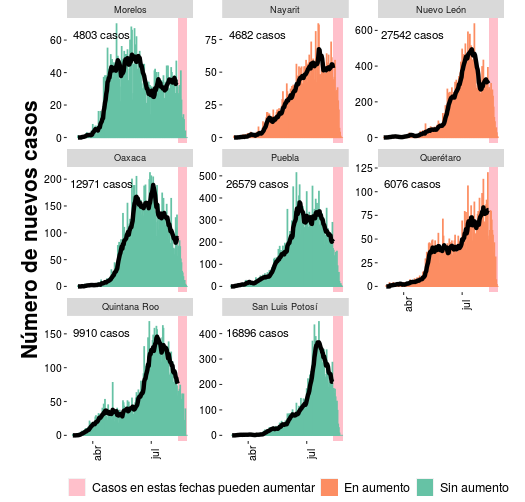 Número de nuevos casos
Morelos
Nayarit
Nuevo León
4803 casos
4682 casos
27542 casos
60
40
20
0
75
50
25
0
600
400
200
0
Oaxaca
Puebla
Querétaro
12971 casos
26579 casos
6076 casos
200
150
100
50
0
500
400
300
200
100
0
125
100
75
50
25
0
abr
jul
Quintana Roo
San Luis Potosí
9910 casos
16896 casos
150
100
50
0
400
300
200
100
0
abr
jul
abr
jul
Casos en estas fechas pueden aumentar
En aumento
Sin aumento